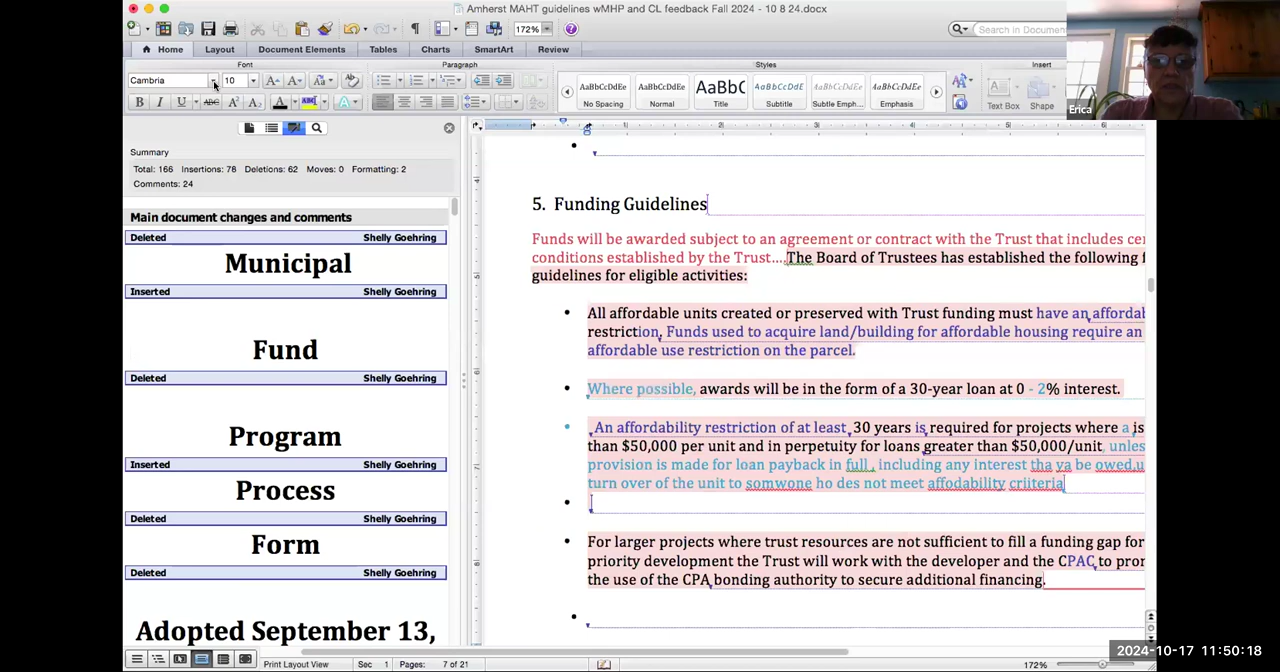 Amherst MAHT guidelines wMHP and CL feedback Fall 2024 - 10 8 24.docx
172%
Search in Documen
Home Layout Document Elements Tables Charts SmartArt Review
Font Paragraph Styles Insert
Cambria 10
AaBbCcDdEe AaBbCcDdEe AaBbC AaBbCcDdE AaBbCcDdEe AaBbCcDdEe
No Spacing Normal Title Subtitle Subtle Emph... Emphasis Text Box Shape
Erica
Summary
Total: 166 Insertions: 78 Deletions: 62 Moves: 0 Formatting: 2
Comments: 24
Main document changes and comments
Deleted Shelly Goehring
Municipal
Inserted Shelly Goehring
Fund
Deleted Shelly Goehring
Program
Inserted Shelly Goehring
Process
Deleted Shelly Goehring
Form
Deleted Shelly Goehring
Adopted September 13,
5. Funding Guidelines
Funds will be awarded subject to an agreement or contract with the Trust that includes cer
conditions established by the Trust....The Board of Trustees has established the following f
guidelines for eligible activities:
• All affordable units created or preserved with Trust funding must have an affordab
restriction. Funds used to acquire land/building for affordable housing require an
affordable use restriction on the parcel.
• Where possible, awards will be in the form of a 30-year loan at 0 - 2% interest.
• An affordability restriction of at least 30 years is required for projects where a is
than $50,000 per unit and in perpetuity for loans greater than $50,000/unit, unles
provision is made for loan payback in full , including any interest tha ya be owed,u
turn over of the unit to somwone ho des not meet affodability criiteria
• For larger projects where trust resources are not sufficient to fill a funding gap for
priority development the Trust will work with the developer and the CPAC to pron
the use of the CPA bonding authority to secure additional financing.
Print Layout View Sec 1 Pages: 7 of 21 172%
2024-10-17 11:50:18